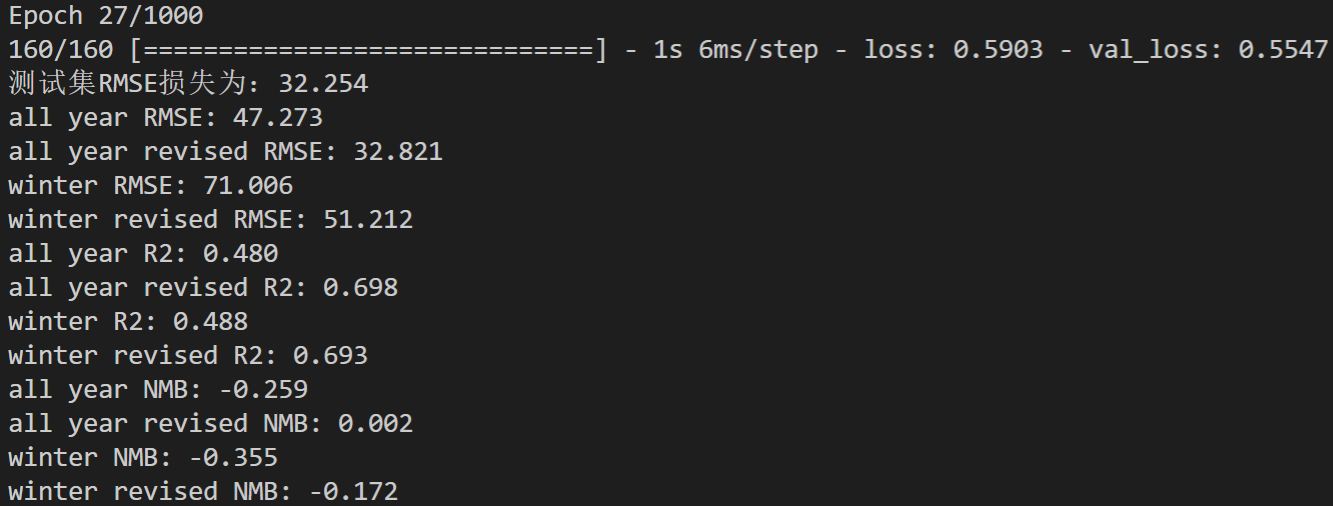 Epoch 27/1000
160/160 [==============================] - 1s 6ms/step - loss: 0.5903 - val_loss: 0.5547
测试集RMSE损失为：32.254
all year RMSE: 47.273
all year revised RMSE: 32.821
winter RMSE: 71.006
winter revised RMSE: 51.212
all year R2: 0.480
all year revised R2: 0.698
winter R2: 0.488
winter revised R2: 0.693
all year NMB: -0.259
all year revised NMB: 0.002
winter NMB: -0.355
winter revised NMB: -0.172